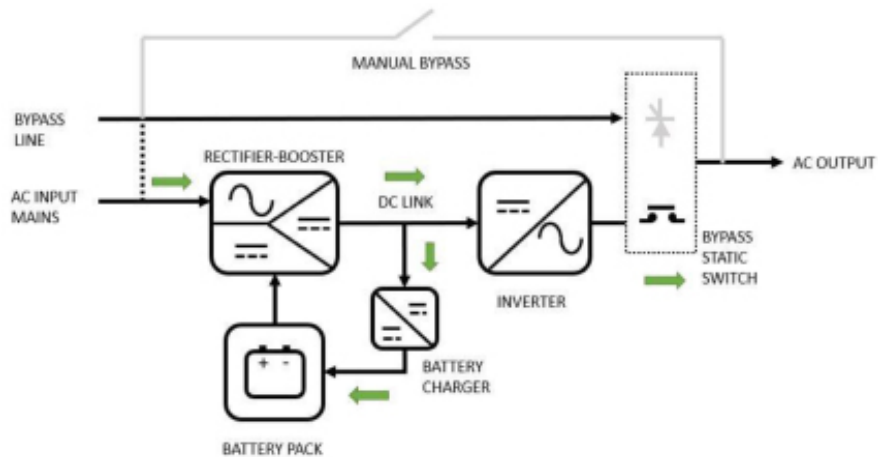 MANUAL BYPASS
BYPASS
LINE
RECTIFIER-BOOSTER
AC OUTPUT
AC INPUT
MAINS
DC LINK
BYPASS
STATIC
SWITCH
INVERTER
+ -
BATTERY
CHARGER
BATTERY PACK